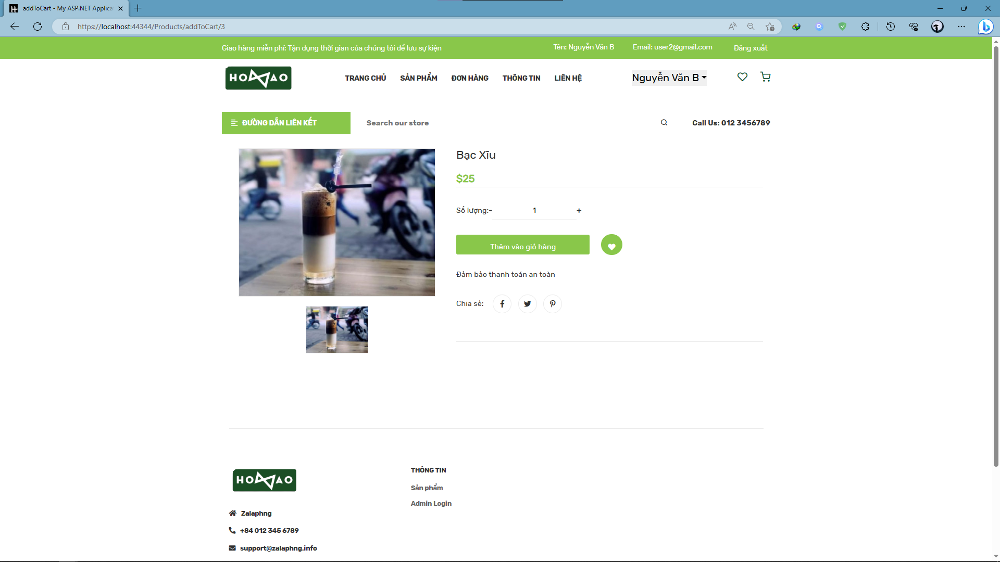 addToCart - My ASP.NET Applica
https://localhost:44344/Products/addToCart/3
Giao hàng miễn phí: Tận dụng thời gian của chúng tôi để lưu sự kiện
Tên: Nguyễn Văn B
Email: user2@gmail.com
Đăng xuất
HOMAO
TRANG CHỦ
SẢN PHẨM
ĐƠN HÀNG
THÔNG TIN
LIÊN HỆ
Nguyễn Văn B
ĐƯỜNG DẪN LIÊN KẾT
Search our store
Call Us: 012 3456789
Bạc Xĩu
$25
Số lượng:- 1 +
Thêm vào giỏ hàng
Đảm bảo thanh toán an toàn
Chia sẻ:
HOMAO
Zalaphng
+84 012 345 6789
support@zalaphng.info
THÔNG TIN
Sản phẩm
Admin Login